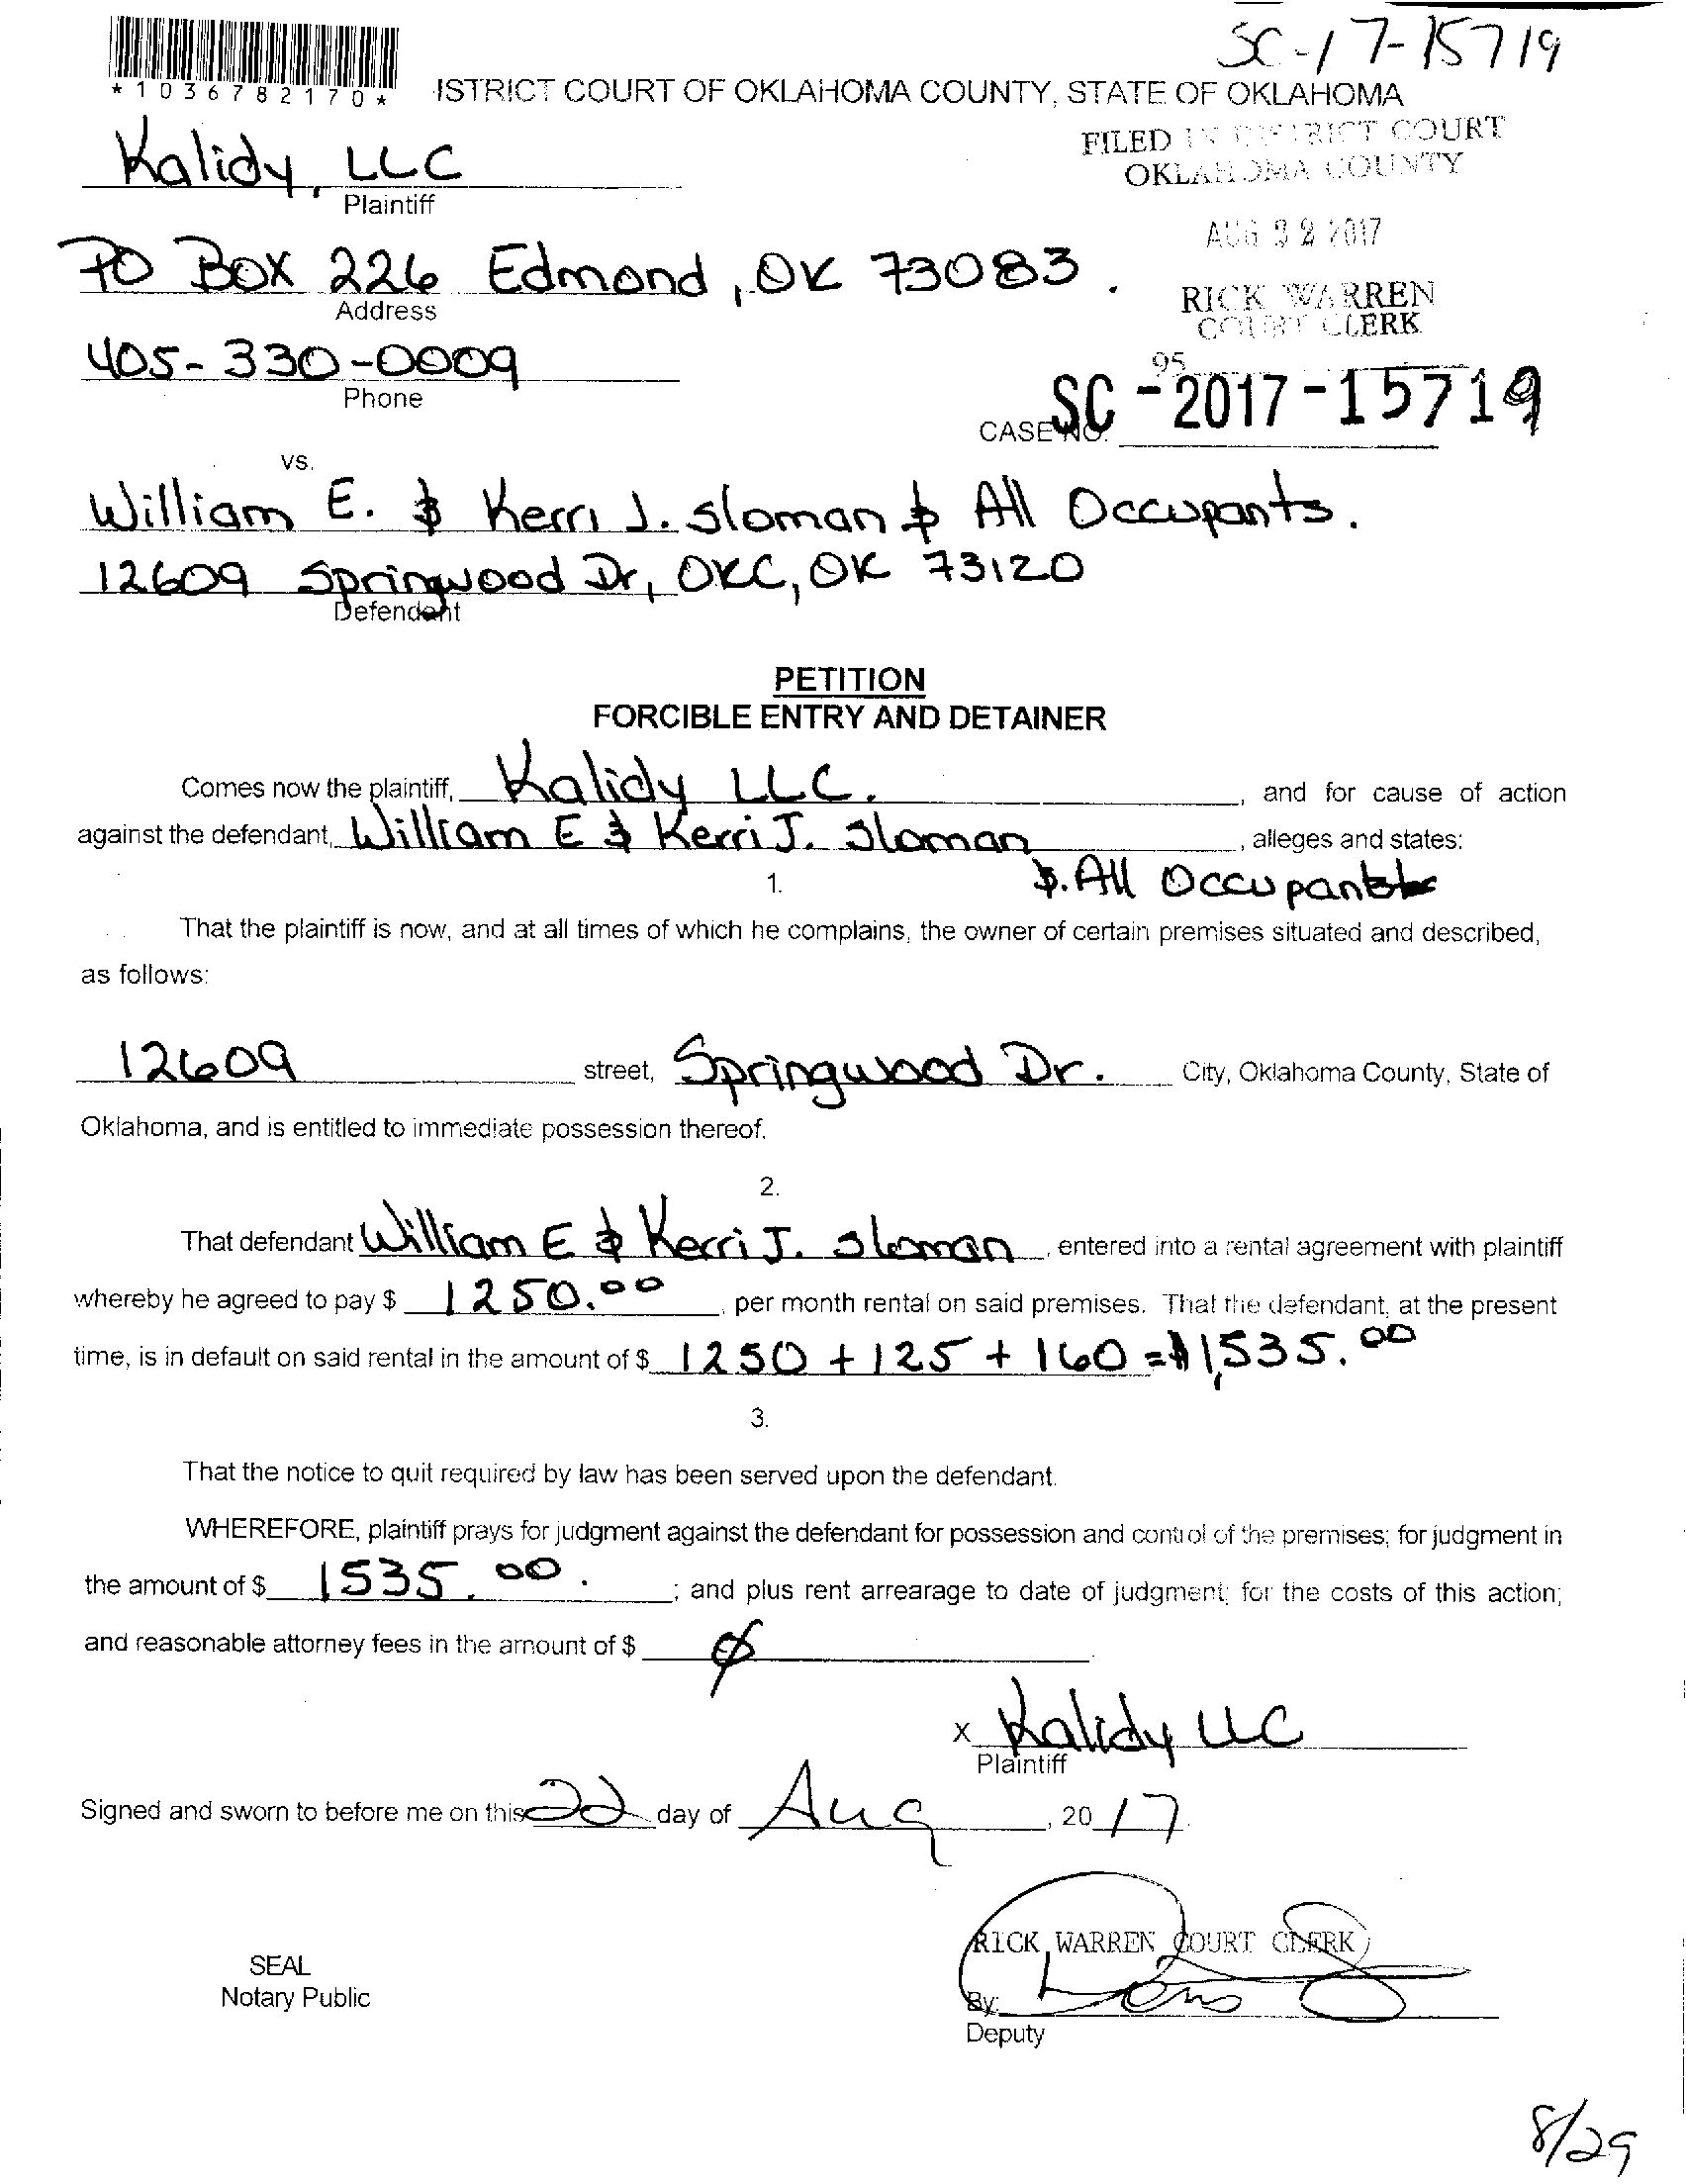 SC-17-15719
*1036782170*
ISTRICT COURT OF OKLAHOMA COUNTY, STATE OF OKLAHOMA
Kalidy, LLC
Plaintiff
FILED IN DISTRICT COURT
OKLAHOMA COUNTY
AUG 22 2017
RICK WARREN
COURT CLERK
95
PO BOX 226 Edmond, OK 73083.
Address
405-330-0009
Phone
CASE NO. SC-2017-15719
vs.
William E. & Kerri J. Sloman & All Occupants.
12609 Springwood Dr, OKC, OK 73120
Defendant
PETITION
FORCIBLE ENTRY AND DETAINER
Comes now the plaintiff, Kalidy LLC. , and for cause of action
against the defendant, William E & Kerri J. Sloman , alleges and states:
&. All Occupants
1.
That the plaintiff is now, and at all times of which he complains, the owner of certain premises situated and described,
as follows:
12609 street, Springwood Dr. City, Oklahoma County, State of
Oklahoma, and is entitled to immediate possession thereof.
2.
That defendant William E & Kerri J. Sloman , entered into a rental agreement with plaintiff
whereby he agreed to pay $ 1250.00 , per month rental on said premises. That the defendant, at the present
time, is in default on said rental in the amount of $ 1250 + 125 + 160 = $1,535.00
3.
That the notice to quit required by law has been served upon the defendant.
WHEREFORE, plaintiff prays for judgment against the defendant for possession and control of the premises; for judgment in
the amount of $ 1535.00. ; and plus rent arrearage to date of judgment; for the costs of this action;
and reasonable attorney fees in the amount of $ ∅
x Kalidy LLC
Plaintiff
Signed and sworn to before me on this 22 day of Aug , 20 17.
RICK WARREN COURT CLERK
SEAL
Notary Public
By:
Deputy
8/29